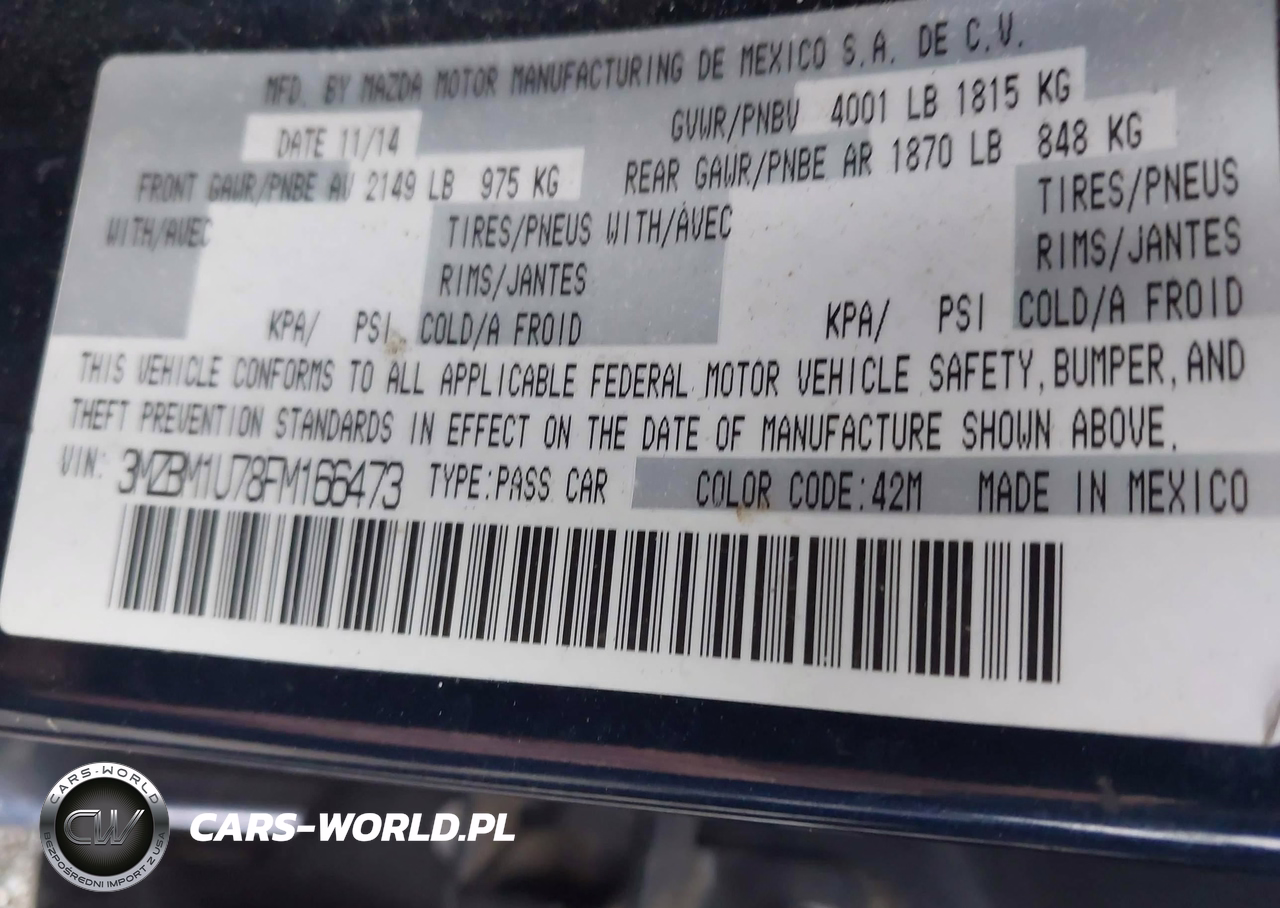 MFD. BY MAZDA MOTOR MANUFACTURING DE MEXICO S.A. DE C.V.
DATE 11/14 GVWR/PNBV 4001 LB 1815 KG
FRONT GAWR/PNBE AV 2149 LB 975 KG REAR GAWR/PNBE AR 1870 LB 848 KG
WITH/AVEC TIRES/PNEUS WITH/AVEC TIRES/PNEUS
RIMS/JANTES RIMS/JANTES
KPA/ PSI COLD/A FROID KPA/ PSI COLD/A FROID
THIS VEHICLE CONFORMS TO ALL APPLICABLE FEDERAL MOTOR VEHICLE SAFETY, BUMPER, AND
THEFT PREVENTION STANDARDS IN EFFECT ON THE DATE OF MANUFACTURE SHOWN ABOVE.
VIN: 3MZBM1U78FM166473 TYPE:PASS CAR COLOR CODE:42M MADE IN MEXICO
CARS-WORLD
CW
BEZPOŚREDNI IMPORT Z USA
CARS-WORLD.PL